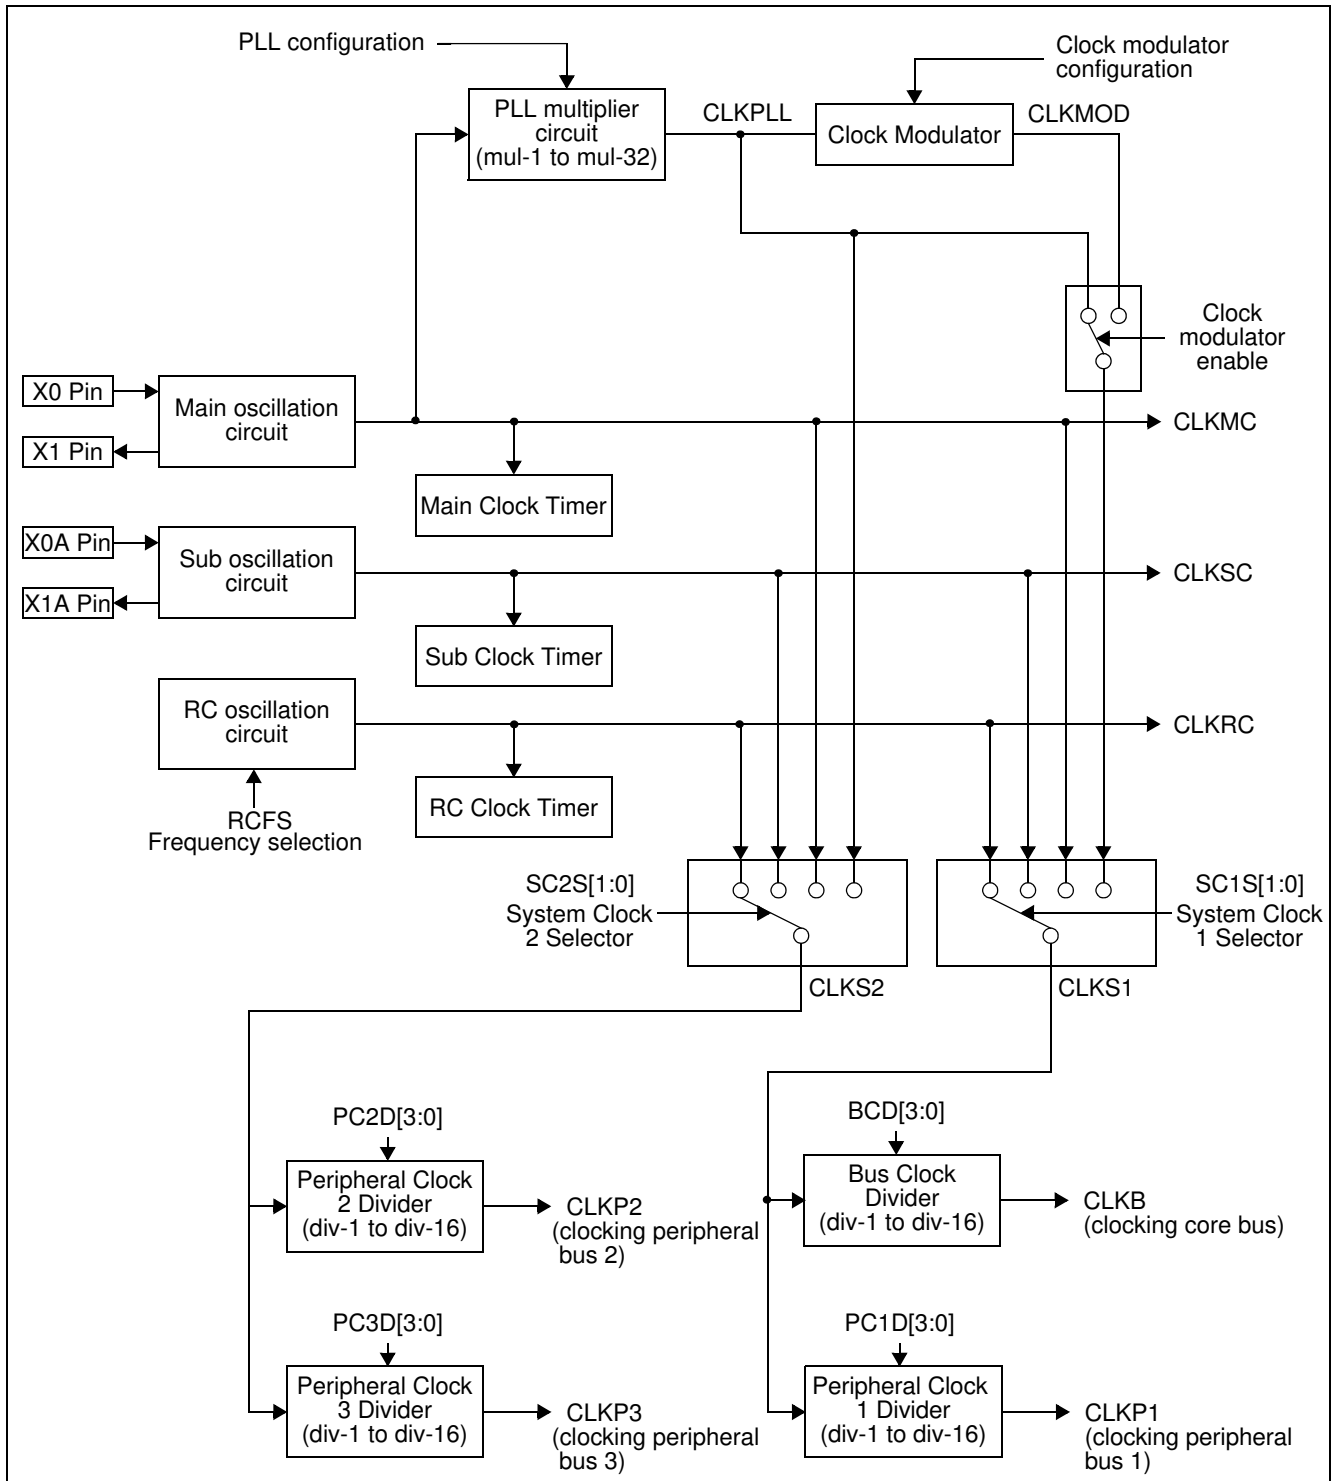 PLL configuration
Clock modulator
configuration
PLL multiplier
circuit
(mul-1 to mul-32)
CLKPLL
Clock Modulator
CLKMOD
Clock
modulator
enable
X0 Pin
X1 Pin
Main oscillation
circuit
CLKMC
Main Clock Timer
X0A Pin
X1A Pin
Sub oscillation
circuit
CLKSC
Sub Clock Timer
RC oscillation
circuit
CLKRC
RC Clock Timer
RCFS
Frequency selection
SC2S[1:0]
System Clock
2 Selector
SC1S[1:0]
System Clock
1 Selector
CLKS2
CLKS1
PC2D[3:0]
Peripheral Clock
2 Divider
(div-1 to div-16)
CLKP2
(clocking peripheral
bus 2)
BCD[3:0]
Bus Clock
Divider
(div-1 to div-16)
CLKB
(clocking core bus)
PC3D[3:0]
Peripheral Clock
3 Divider
(div-1 to div-16)
CLKP3
(clocking peripheral
bus 3)
PC1D[3:0]
Peripheral Clock
1 Divider
(div-1 to div-16)
CLKP1
(clocking peripheral
bus 1)